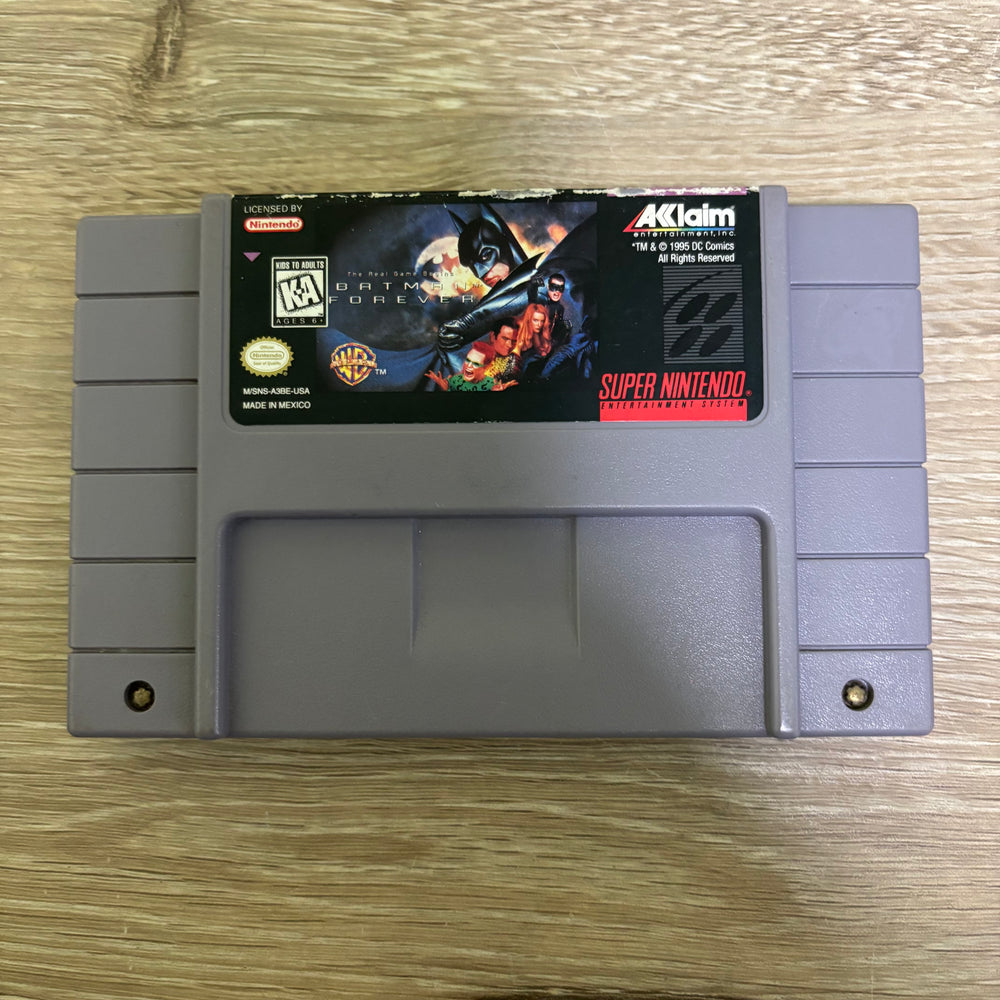 LICENSED BY
Nintendo
KIDS TO ADULTS
K-A
AGES 6+
Official
Nintendo
Seal of Quality
M/SNS-A3BE-USA
MADE IN MEXICO
The Real Game Begins
BATMAN™
FOREVER
WB
TM
AKKlaim
entertainment, inc.
*TM & © 1995 DC Comics
All Rights Reserved
SUPER NINTENDO®
ENTERTAINMENT SYSTEM